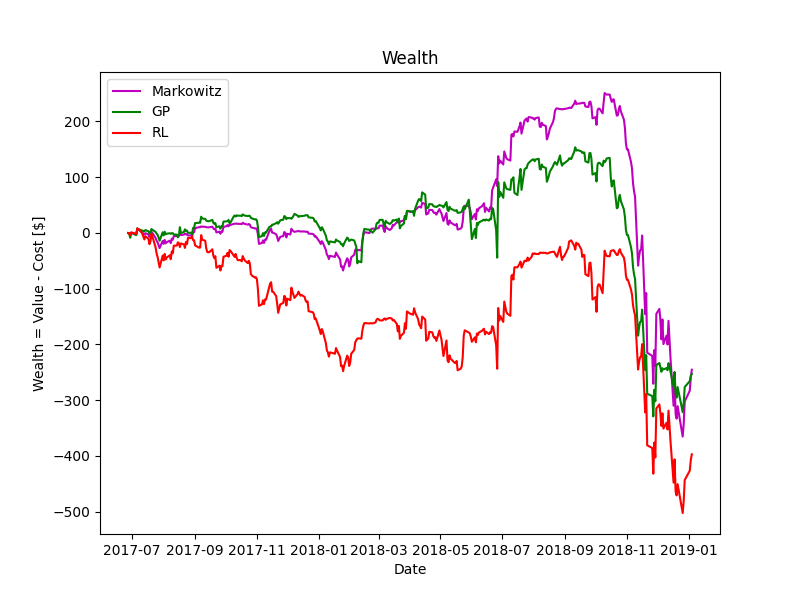 Wealth
Markowitz
GP
RL
Wealth = Value - Cost [$]
200
100
0
−100
−200
−300
−400
−500
2017-07 2017-09 2017-11 2018-01 2018-03 2018-05 2018-07 2018-09 2018-11 2019-01
Date